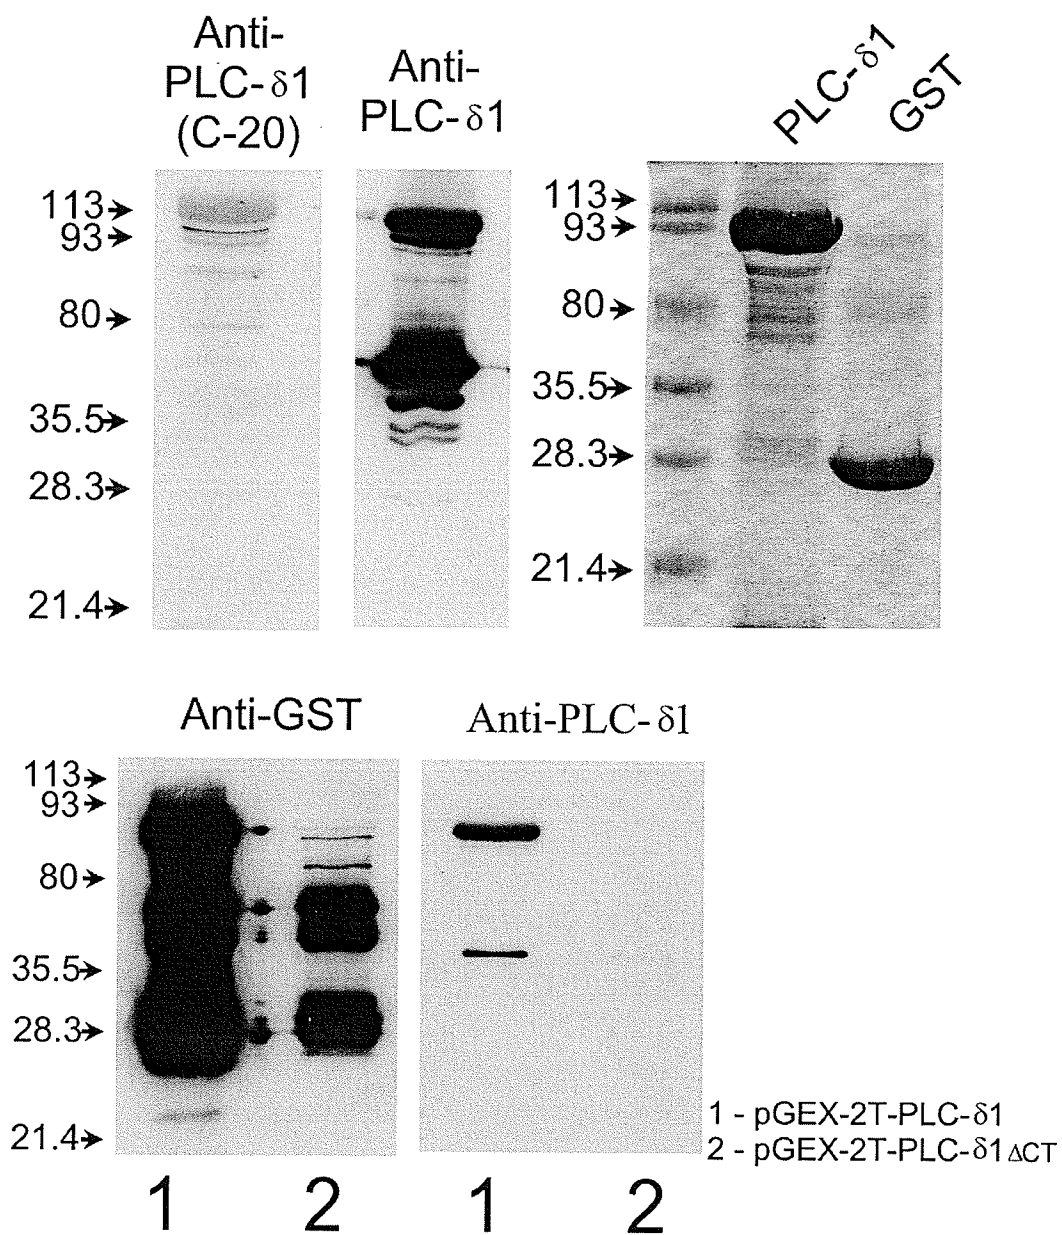 Anti-
PLC-δ1
(C-20)
Anti-
PLC-δ1
PLC-δ1
GST
113
93
80
35.5
28.3
21.4
113
93
80
35.5
28.3
21.4
Anti-GST
Anti-PLC-δ1
113
93
80
35.5
28.3
21.4
1 - pGEX-2T-PLC-δ1
2 - pGEX-2T-PLC-δ1ΔCT
1 2 1 2